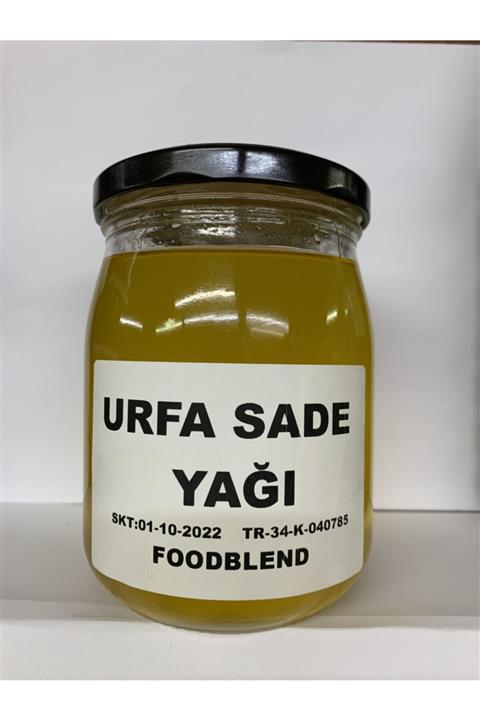 URFA SADE
YAĞI
SKT:01-10-2022 TR-34-K-040785
FOODBLEND